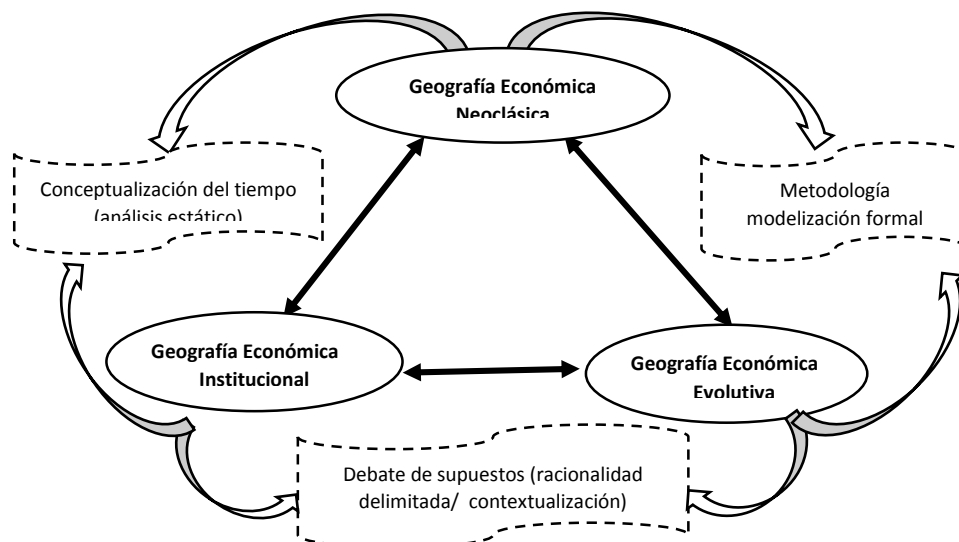 Geografía Económica
Neoclásica
Conceptualización del tiempo
(análisis estático)
Metodología
modelización formal
Geografía Económica
Institucional
Geografía Económica
Evolutiva
Debate de supuestos (racionalidad
delimitada/ contextualización)